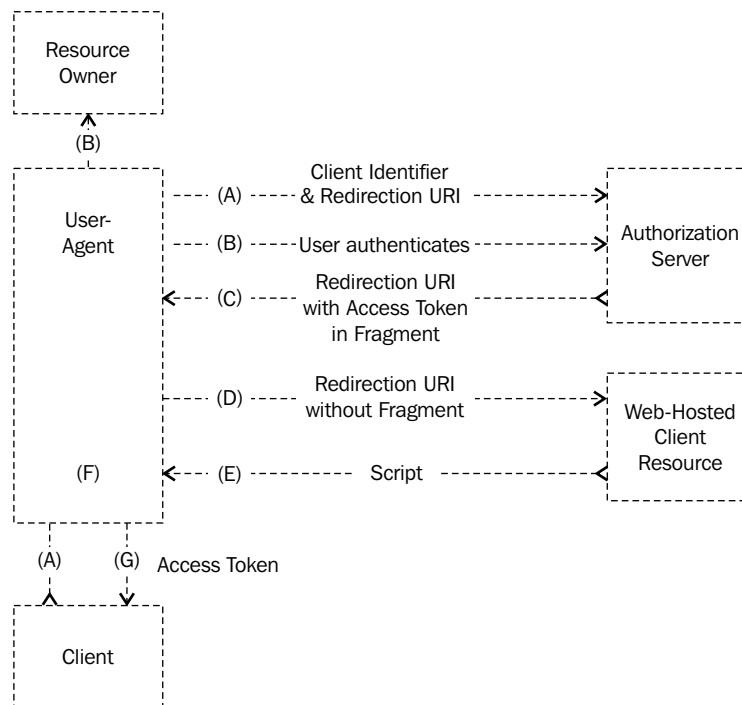 Resource
Owner
(B)
User-
Agent
(A)
Client Identifier
& Redirection URI
(B)
User authenticates
Authorization
Server
(C)
Redirection URI
with Access Token
in Fragment
(D)
Redirection URI
without Fragment
Web-Hosted
Client
Resource
(F)
(E)
Script
(A)
(G)
Access Token
Client